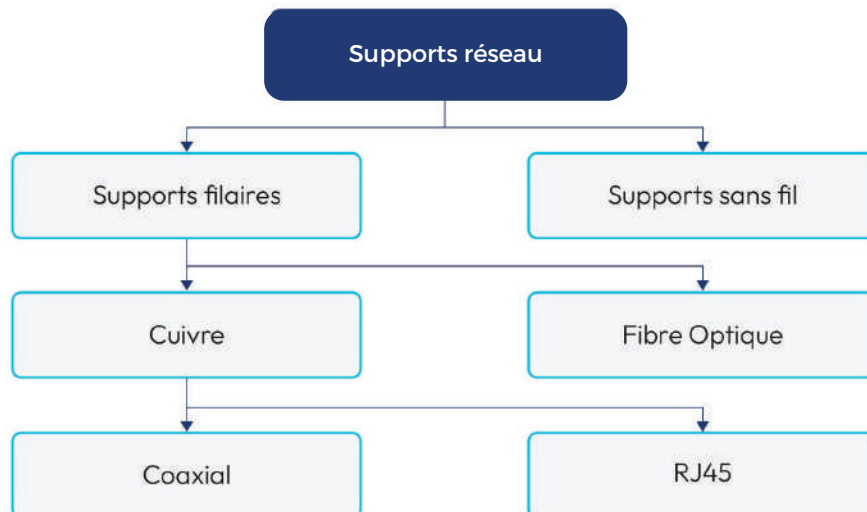 Supports réseau
Supports filaires
Supports sans fil
Cuivre
Fibre Optique
Coaxial
RJ45